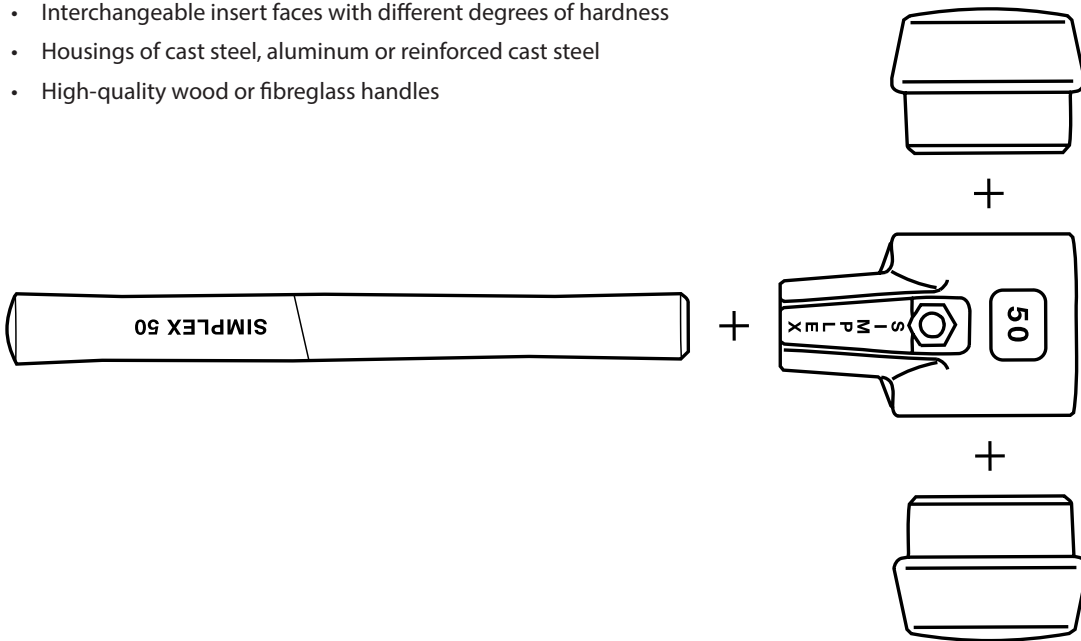 • Interchangeable insert faces with different degrees of hardness
• Housings of cast steel, aluminum or reinforced cast steel
• High-quality wood or fibreglass handles
SIMPLEX 50
SIMPLEX
50